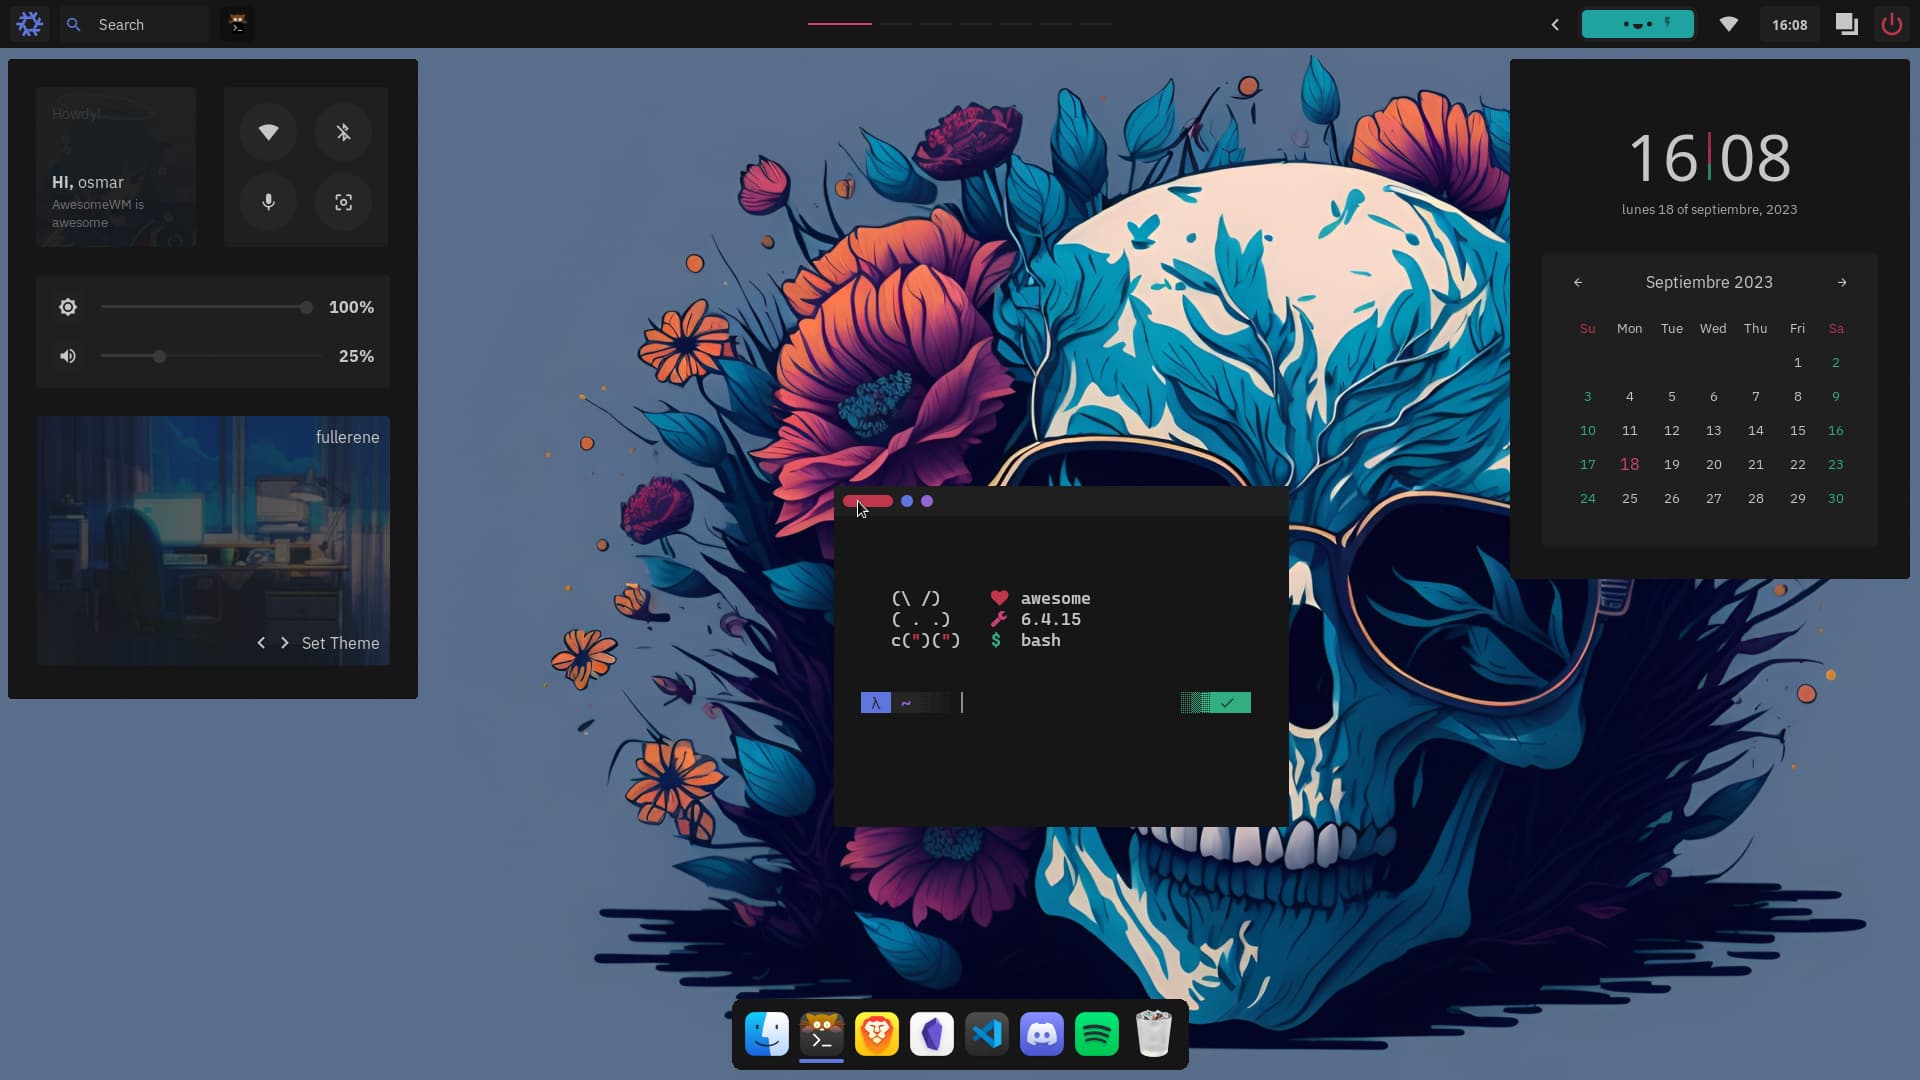 Search
16:08
Howdy!
Hi, osmar
AwesomeWM is
awesome
100%
25%
fullerene
Set Theme
16 08
lunes 18 of septiembre, 2023
Septiembre 2023
Su Mon Tue Wed Thu Fri Sa
1 2
3 4 5 6 7 8 9
10 11 12 13 14 15 16
17 18 19 20 21 22 23
24 25 26 27 28 29 30
(\ /) awesome
( . .) 6.4.15
c(")(") $ bash
λ ~